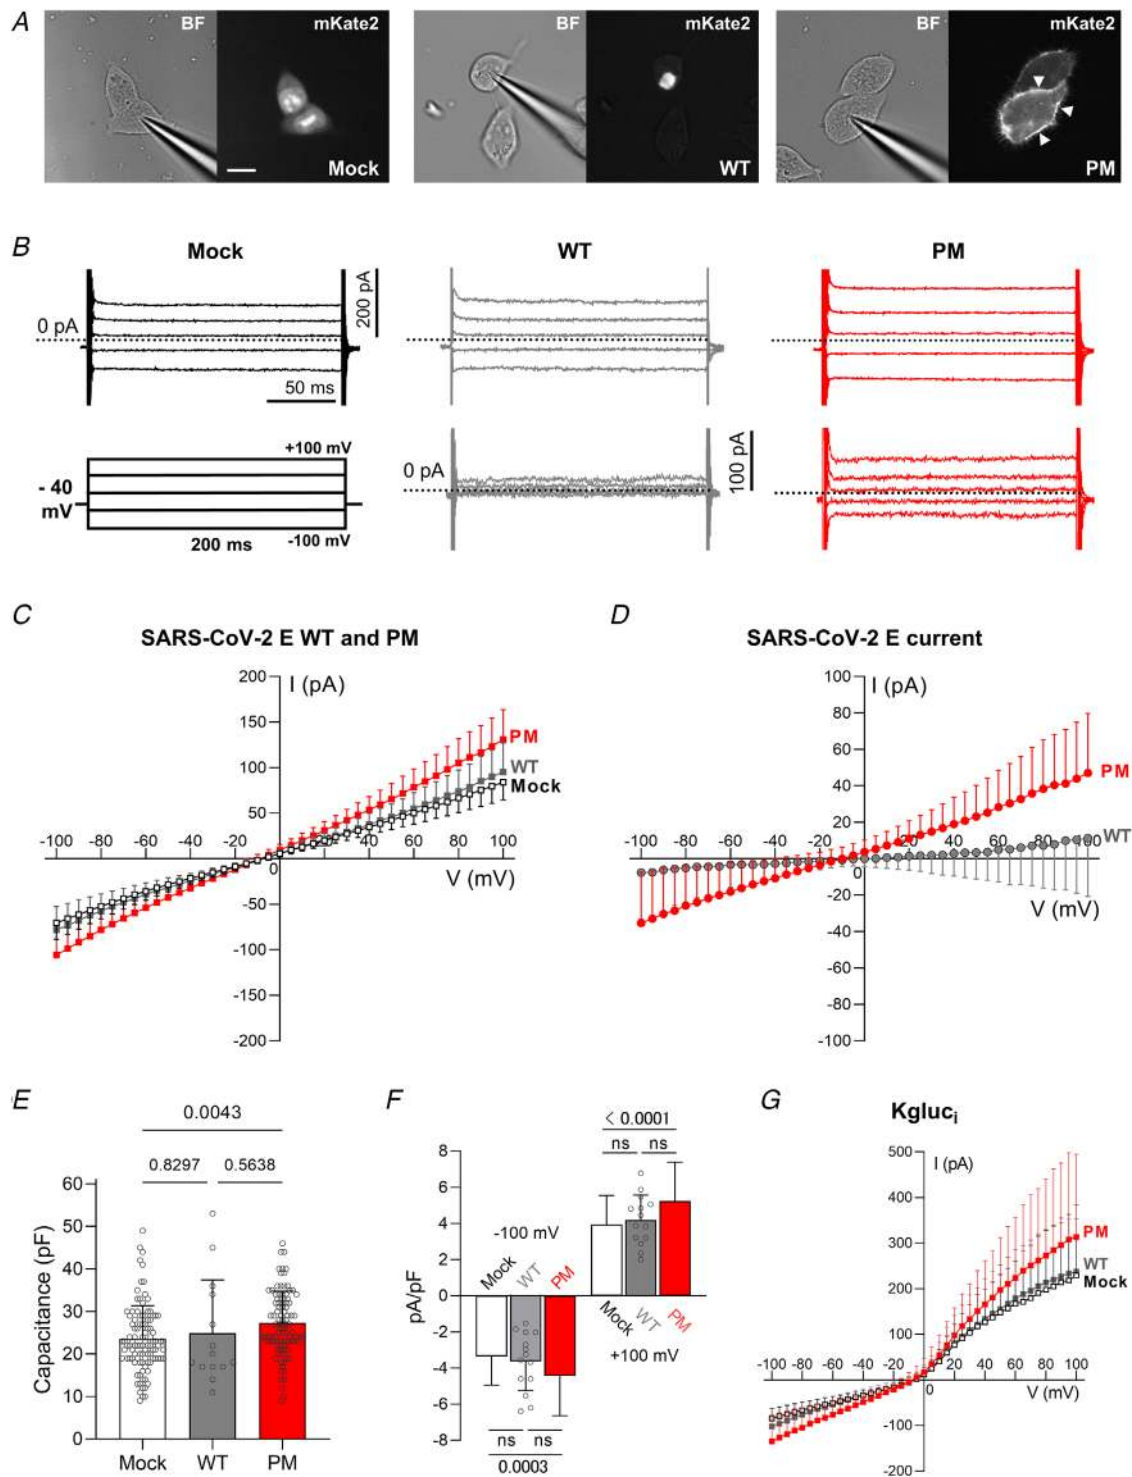 A
BF mKate2 BF mKate2 BF mKate2
Mock WT PM
B
Mock WT PM
200 pA
0 pA
50 ms
+100 mV
- 40
mV
200 ms -100 mV
0 pA
100 pA
C
SARS-CoV-2 E WT and PM
I (pA)
200
150
100
50
-50
-100
-150
-200
-100 -80 -60 -40 -20 0 20 40 60 80 100
V (mV)
PM
WT
Mock
D
SARS-CoV-2 E current
I (pA)
100
80
60
40
20
-20
-40
-60
-80
-100
-100 -80 -60 -40 -20 0 20 40 60 80 100
V (mV)
PM
WT
E
0.0043
0.8297 0.5638
Capacitance (pF)
60
50
40
30
20
10
0
Mock WT PM
F
< 0.0001
ns ns
pA/pF
8
6
4
2
0
-2
-4
-6
-8
-100 mV
Mock WT PM
Mock WT PM
+100 mV
ns ns
0.0003
G
Kgluci
I (pA)
500
400
300
200
100
-100
-200
-100 -80 -60 -40 -20 0 20 40 60 80 100
V (mV)
PM
WT
Mock